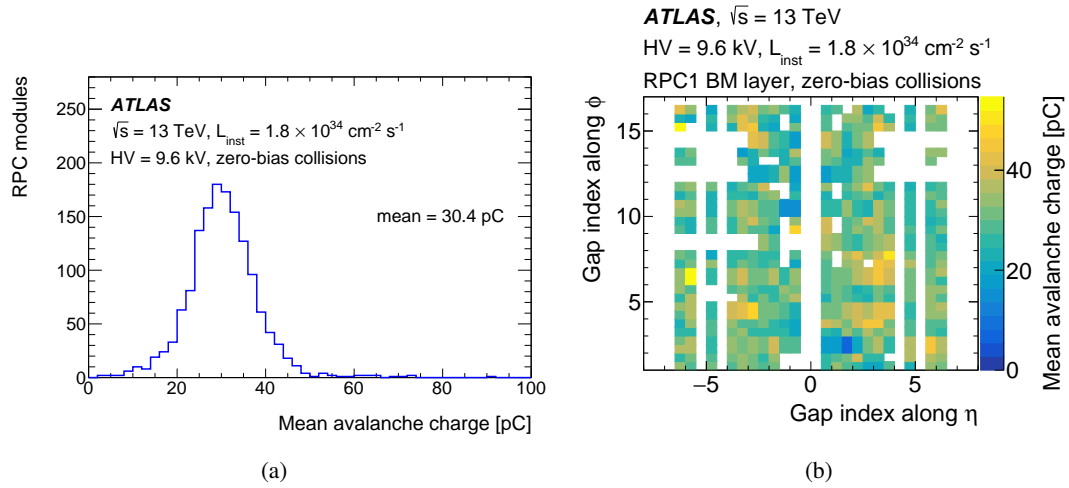 ATLAS
√s = 13 TeV, L_inst = 1.8 × 10^34 cm^-2 s^-1
HV = 9.6 kV, zero-bias collisions
mean = 30.4 pC
RPC modules
250
200
150
100
50
0
0 20 40 60 80 100
Mean avalanche charge [pC]
(a)
ATLAS, √s = 13 TeV
HV = 9.6 kV, L_inst = 1.8 × 10^34 cm^-2 s^-1
RPC1 BM layer, zero-bias collisions
Gap index along ϕ
15
10
5
−5 0 5
Gap index along η
40
20
0
Mean avalanche charge [pC]
(b)